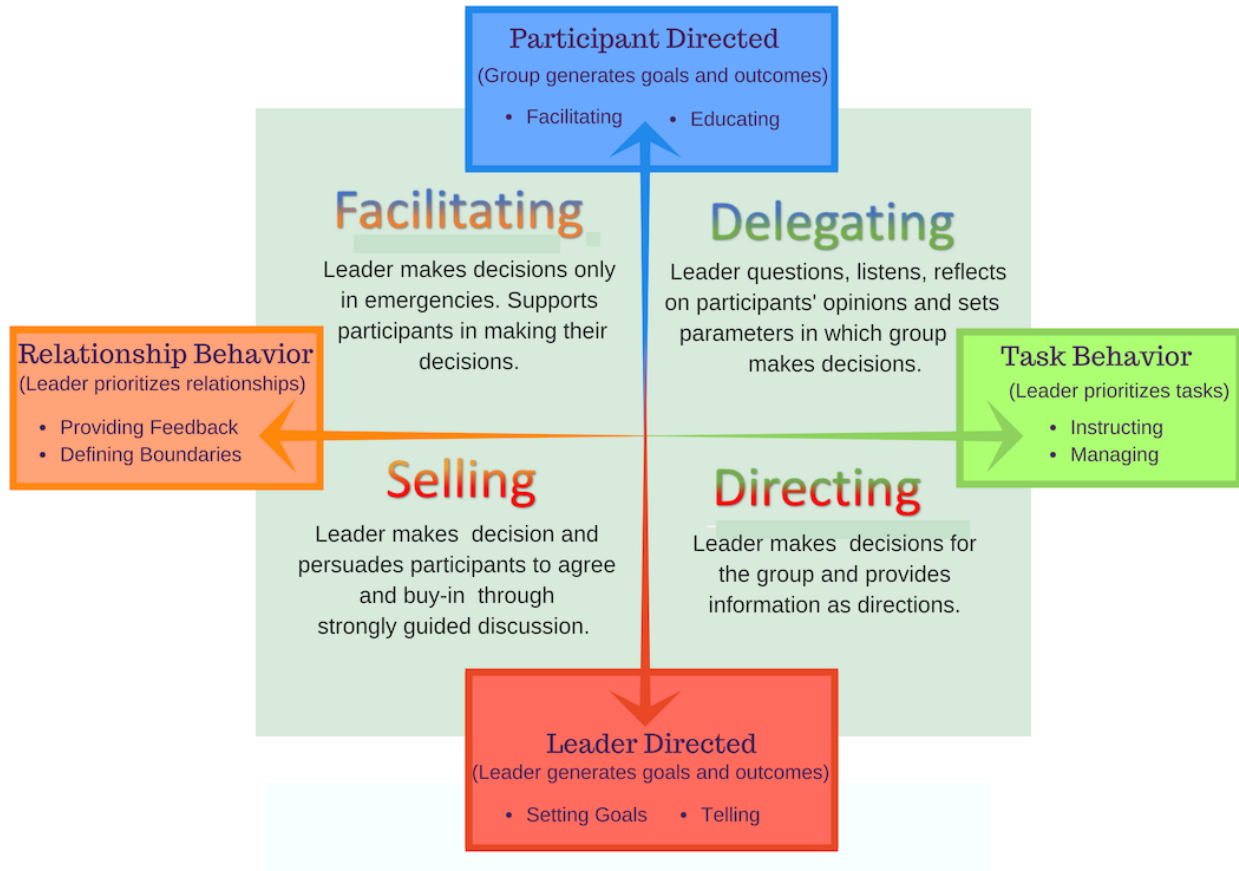 Participant Directed
(Group generates goals and outcomes)
• Facilitating • Educating
Facilitating
Leader makes decisions only
in emergencies. Supports
participants in making their
decisions.
Delegating
Leader questions, listens, reflects
on participants' opinions and sets
parameters in which group
makes decisions.
Relationship Behavior
(Leader prioritizes relationships)
• Providing Feedback
• Defining Boundaries
Task Behavior
(Leader prioritizes tasks)
• Instructing
• Managing
Selling
Leader makes decision and
persuades participants to agree
and buy-in through
strongly guided discussion.
Directing
Leader makes decisions for
the group and provides
information as directions.
Leader Directed
(Leader generates goals and outcomes)
• Setting Goals • Telling